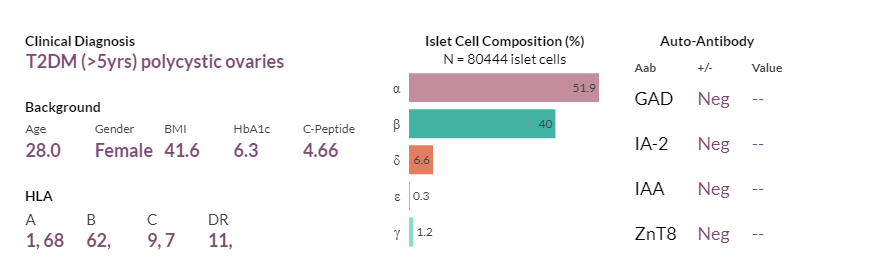 Clinical Diagnosis
T2DM (>5yrs) polycystic ovaries
Background
Age Gender BMI HbA1c C-Peptide
28.0 Female 41.6 6.3 4.66
HLA
A B C DR
1, 68 62, 9, 7 11,
Islet Cell Composition (%)
N = 80444 islet cells
α 51.9
β 40
δ 6.6
ε 0.3
γ 1.2
Auto-Antibody
Aab +/- Value
GAD Neg --
IA-2 Neg --
IAA Neg --
ZnT8 Neg --